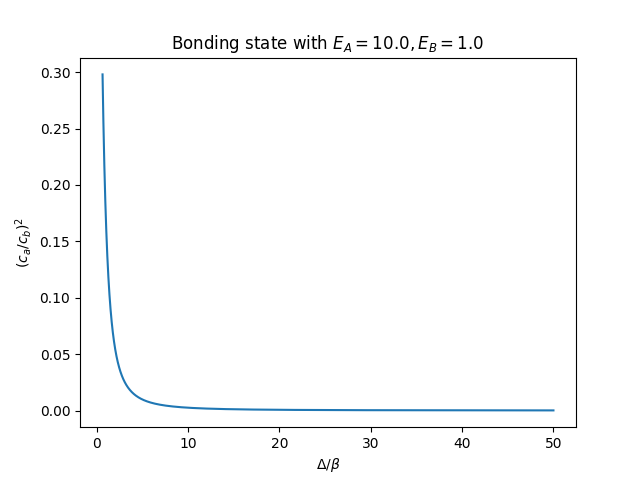 Bonding state with $E_A = 10.0, E_B = 1.0$
0.30
0.25
0.20
0.15
0.10
0.05
0.00
$(c_a/c_b)^2$
0 10 20 30 40 50
$\Delta/\beta$